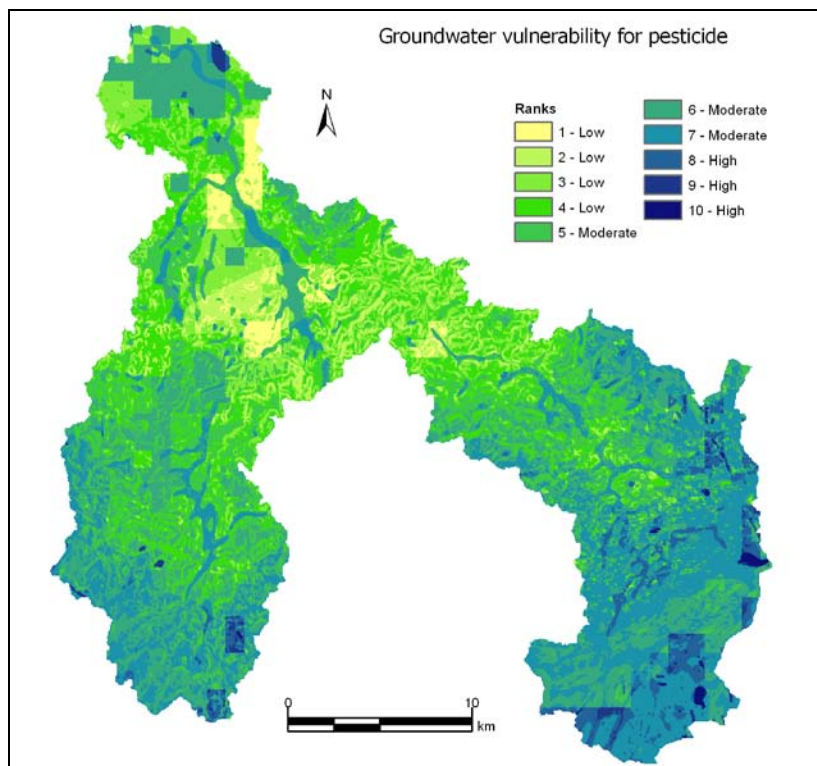 Groundwater vulnerability for pesticide
N
Ranks
1 - Low
2 - Low
3 - Low
4 - Low
5 - Moderate
6 - Moderate
7 - Moderate
8 - High
9 - High
10 - High
0 10
km